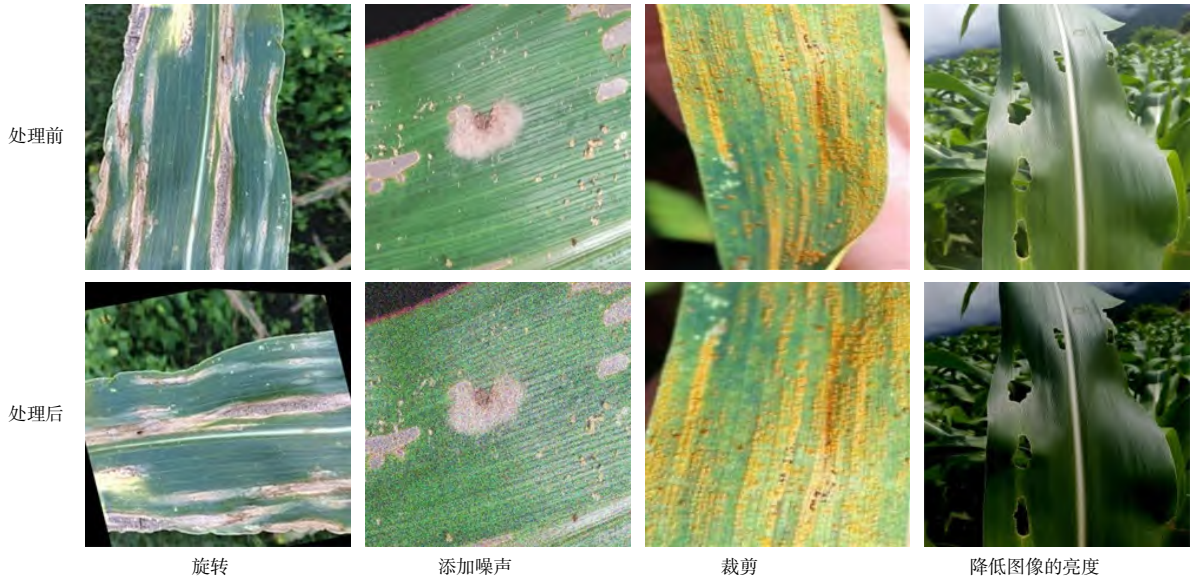 处理前
处理后
旋转
添加噪声
裁剪
降低图像的亮度